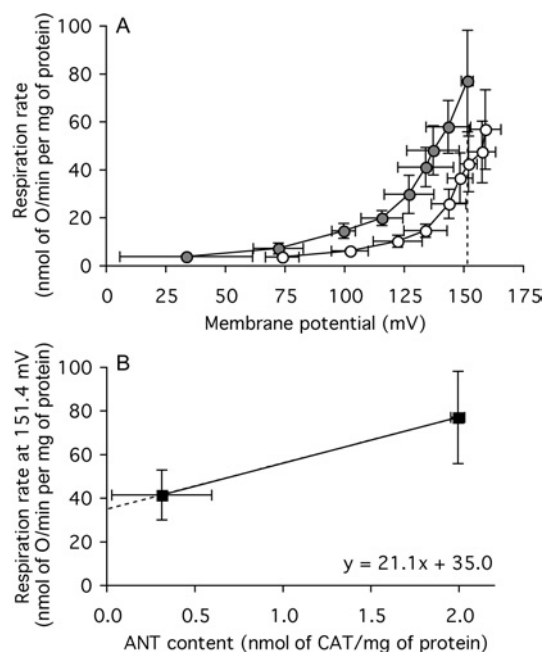 A
Respiration rate
(nmol of O/min per mg of protein)
100
80
60
40
20
0
0 25 50 75 100 125 150 175
Membrane potential (mV)
B
Respiration rate at 151.4 mV
(nmol of O/min per mg of protein)
100
80
60
40
20
0
y = 21.1x + 35.0
0.0 0.5 1.0 1.5 2.0
ANT content (nmol of CAT/mg of protein)